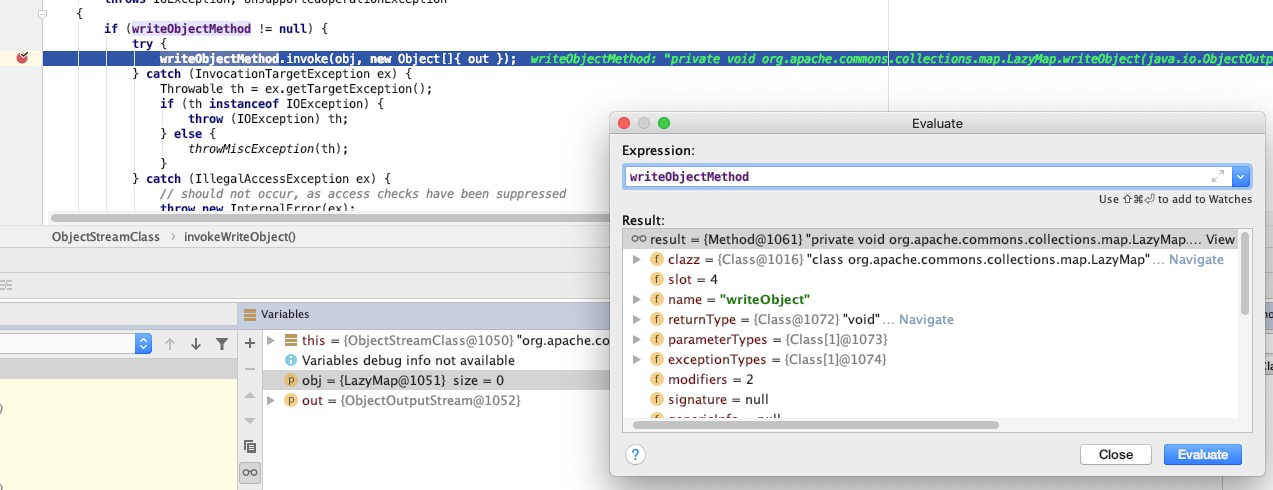 throws IOException, UnsupportedOperationException
{
if (writeObjectMethod != null) {
try {
writeObjectMethod.invoke(obj, new Object[]{ out }); writeObjectMethod: "private void org.apache.commons.collections.map.LazyMap.writeObject(java.io.ObjectOutp
} catch (InvocationTargetException ex) {
Throwable th = ex.getTargetException();
if (th instanceof IOException) {
throw (IOException) th;
} else {
throwMiscException(th);
}
} catch (IllegalAccessException ex) {
// should not occur, as access checks have been suppressed
throw new InternalError(ex);
ObjectStreamClass › invokeWriteObject()
Variables
this = {ObjectStreamClass@1050} "org.apache.co
Variables debug info not available
obj = {LazyMap@1051} size = 0
out = {ObjectOutputStream@1052}
Evaluate
Expression:
writeObjectMethod
Use ⇧⌘⏎ to add to Watches
Result:
result = {Method@1061} "private void org.apache.commons.collections.map.LazyMap.... View
clazz = {Class@1016} "class org.apache.commons.collections.map.LazyMap"... Navigate
slot = 4
name = "writeObject"
returnType = {Class@1072} "void"... Navigate
parameterTypes = {Class[1]@1073}
exceptionTypes = {Class[1]@1074}
modifiers = 2
signature = null
genericInfo = null
? Close Evaluate